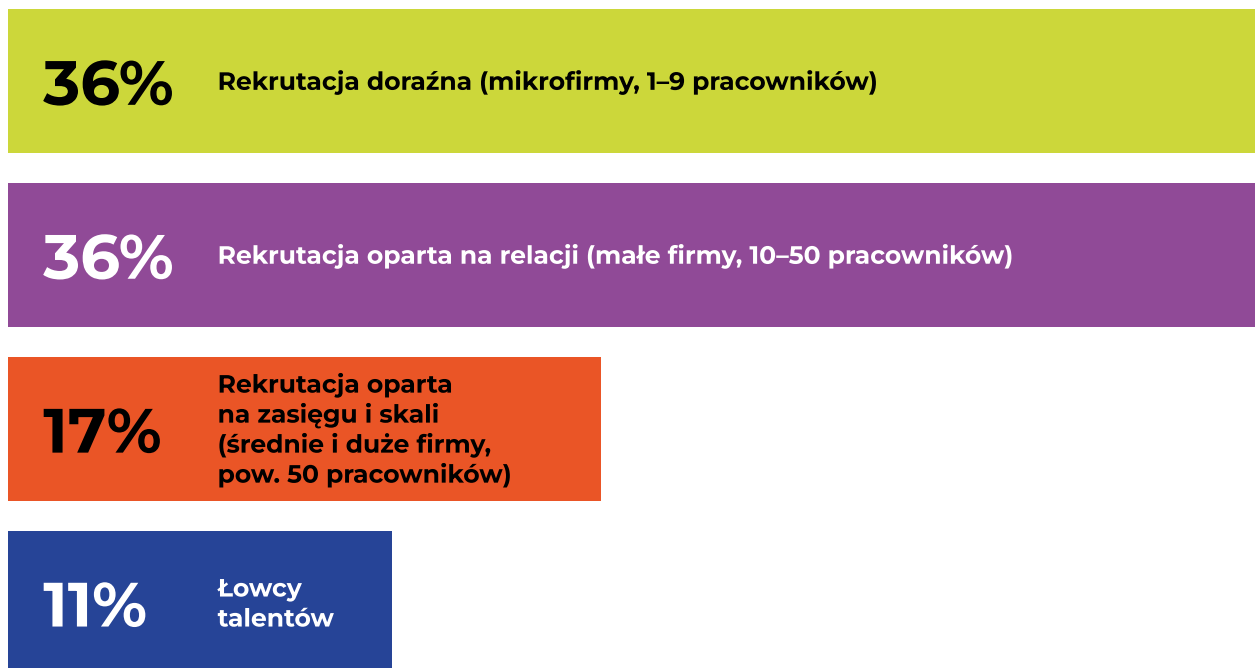 36%
Rekrutacja doraźna (mikrofirmy, 1–9 pracowników)
36%
Rekrutacja oparta na relacji (małe firmy, 10–50 pracowników)
17%
Rekrutacja oparta
na zasięgu i skali
(średnie i duże firmy,
pow. 50 pracowników)
11%
Łowcy
talentów